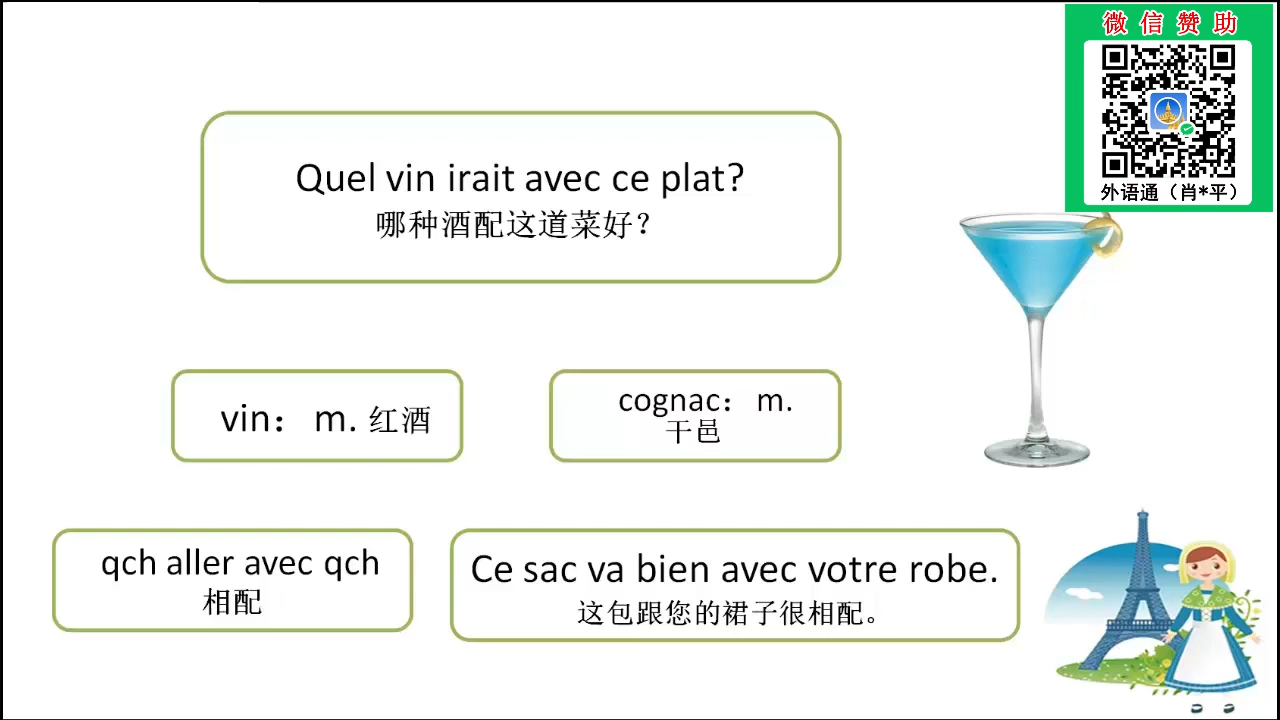 微信赞助
外语通（肖*平）
Quel vin irait avec ce plat?
哪种酒配这道菜好？
vin： m. 红酒
cognac： m.
干邑
qch aller avec qch
相配
Ce sac va bien avec votre robe.
这包跟您的裙子很相配。